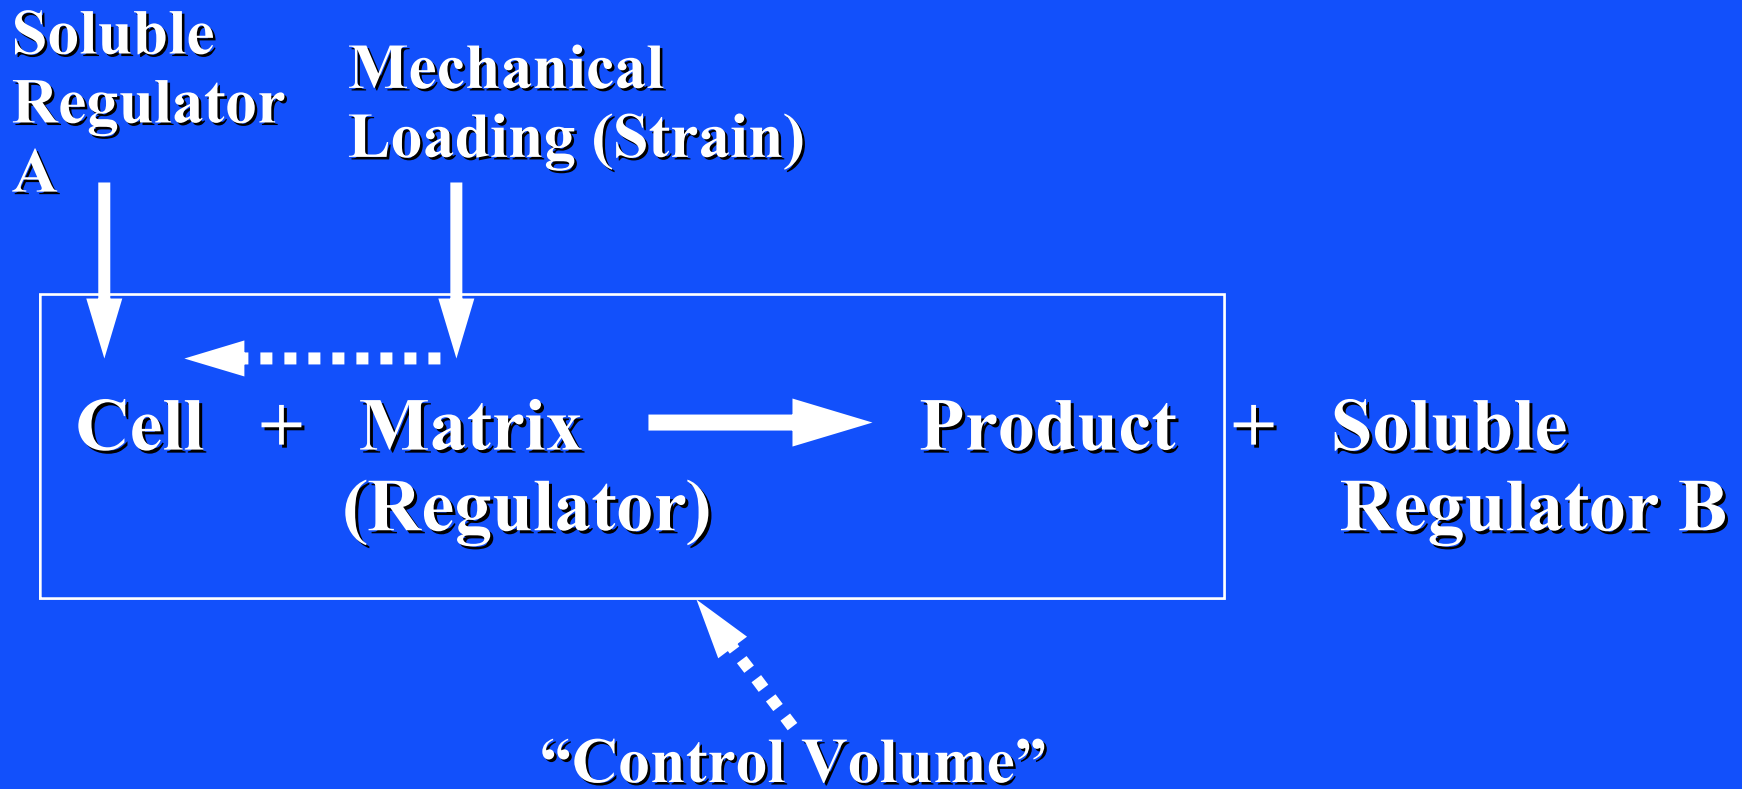 Soluble
Regulator
A
Mechanical
Loading (Strain)
Cell + Matrix Product + Soluble
(Regulator) Regulator B
“Control Volume”